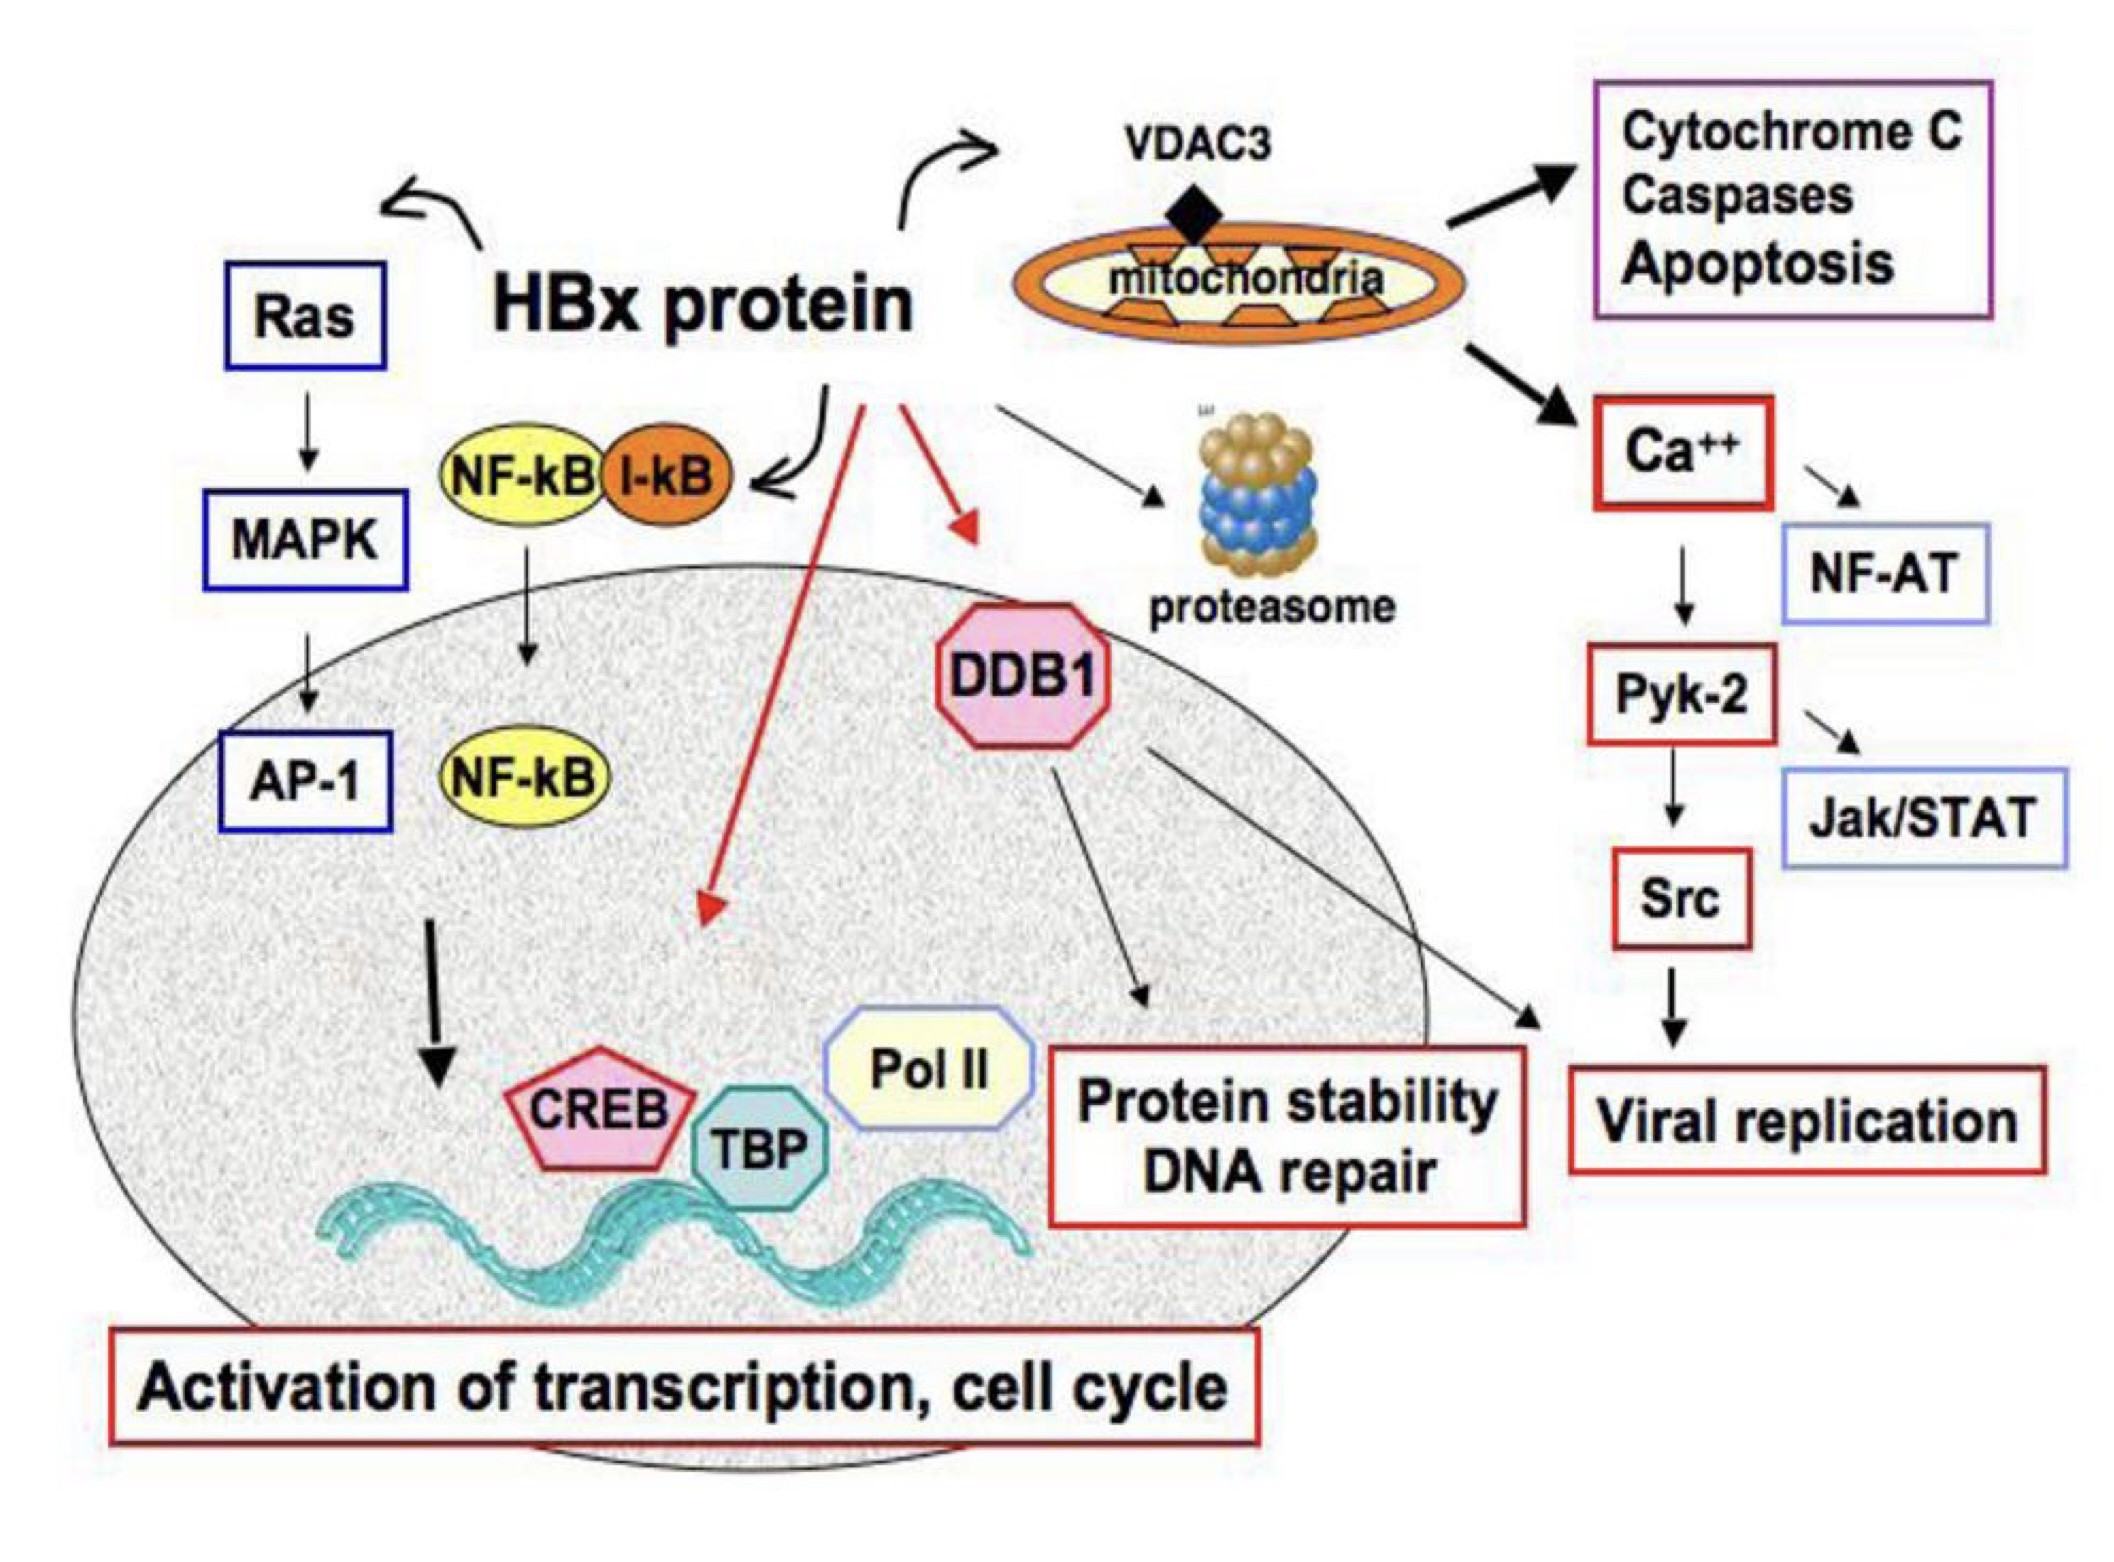 VDAC3
Cytochrome C
Caspases
Apoptosis
HBx protein
mitochondria
Ras
NF-kB
I-kB
Ca⁺⁺
MAPK
NF-AT
proteasome
DDB1
Pyk-2
AP-1
NF-kB
Jak/STAT
Src
Pol II
CREB
TBP
Protein stability
DNA repair
Viral replication
Activation of transcription, cell cycle